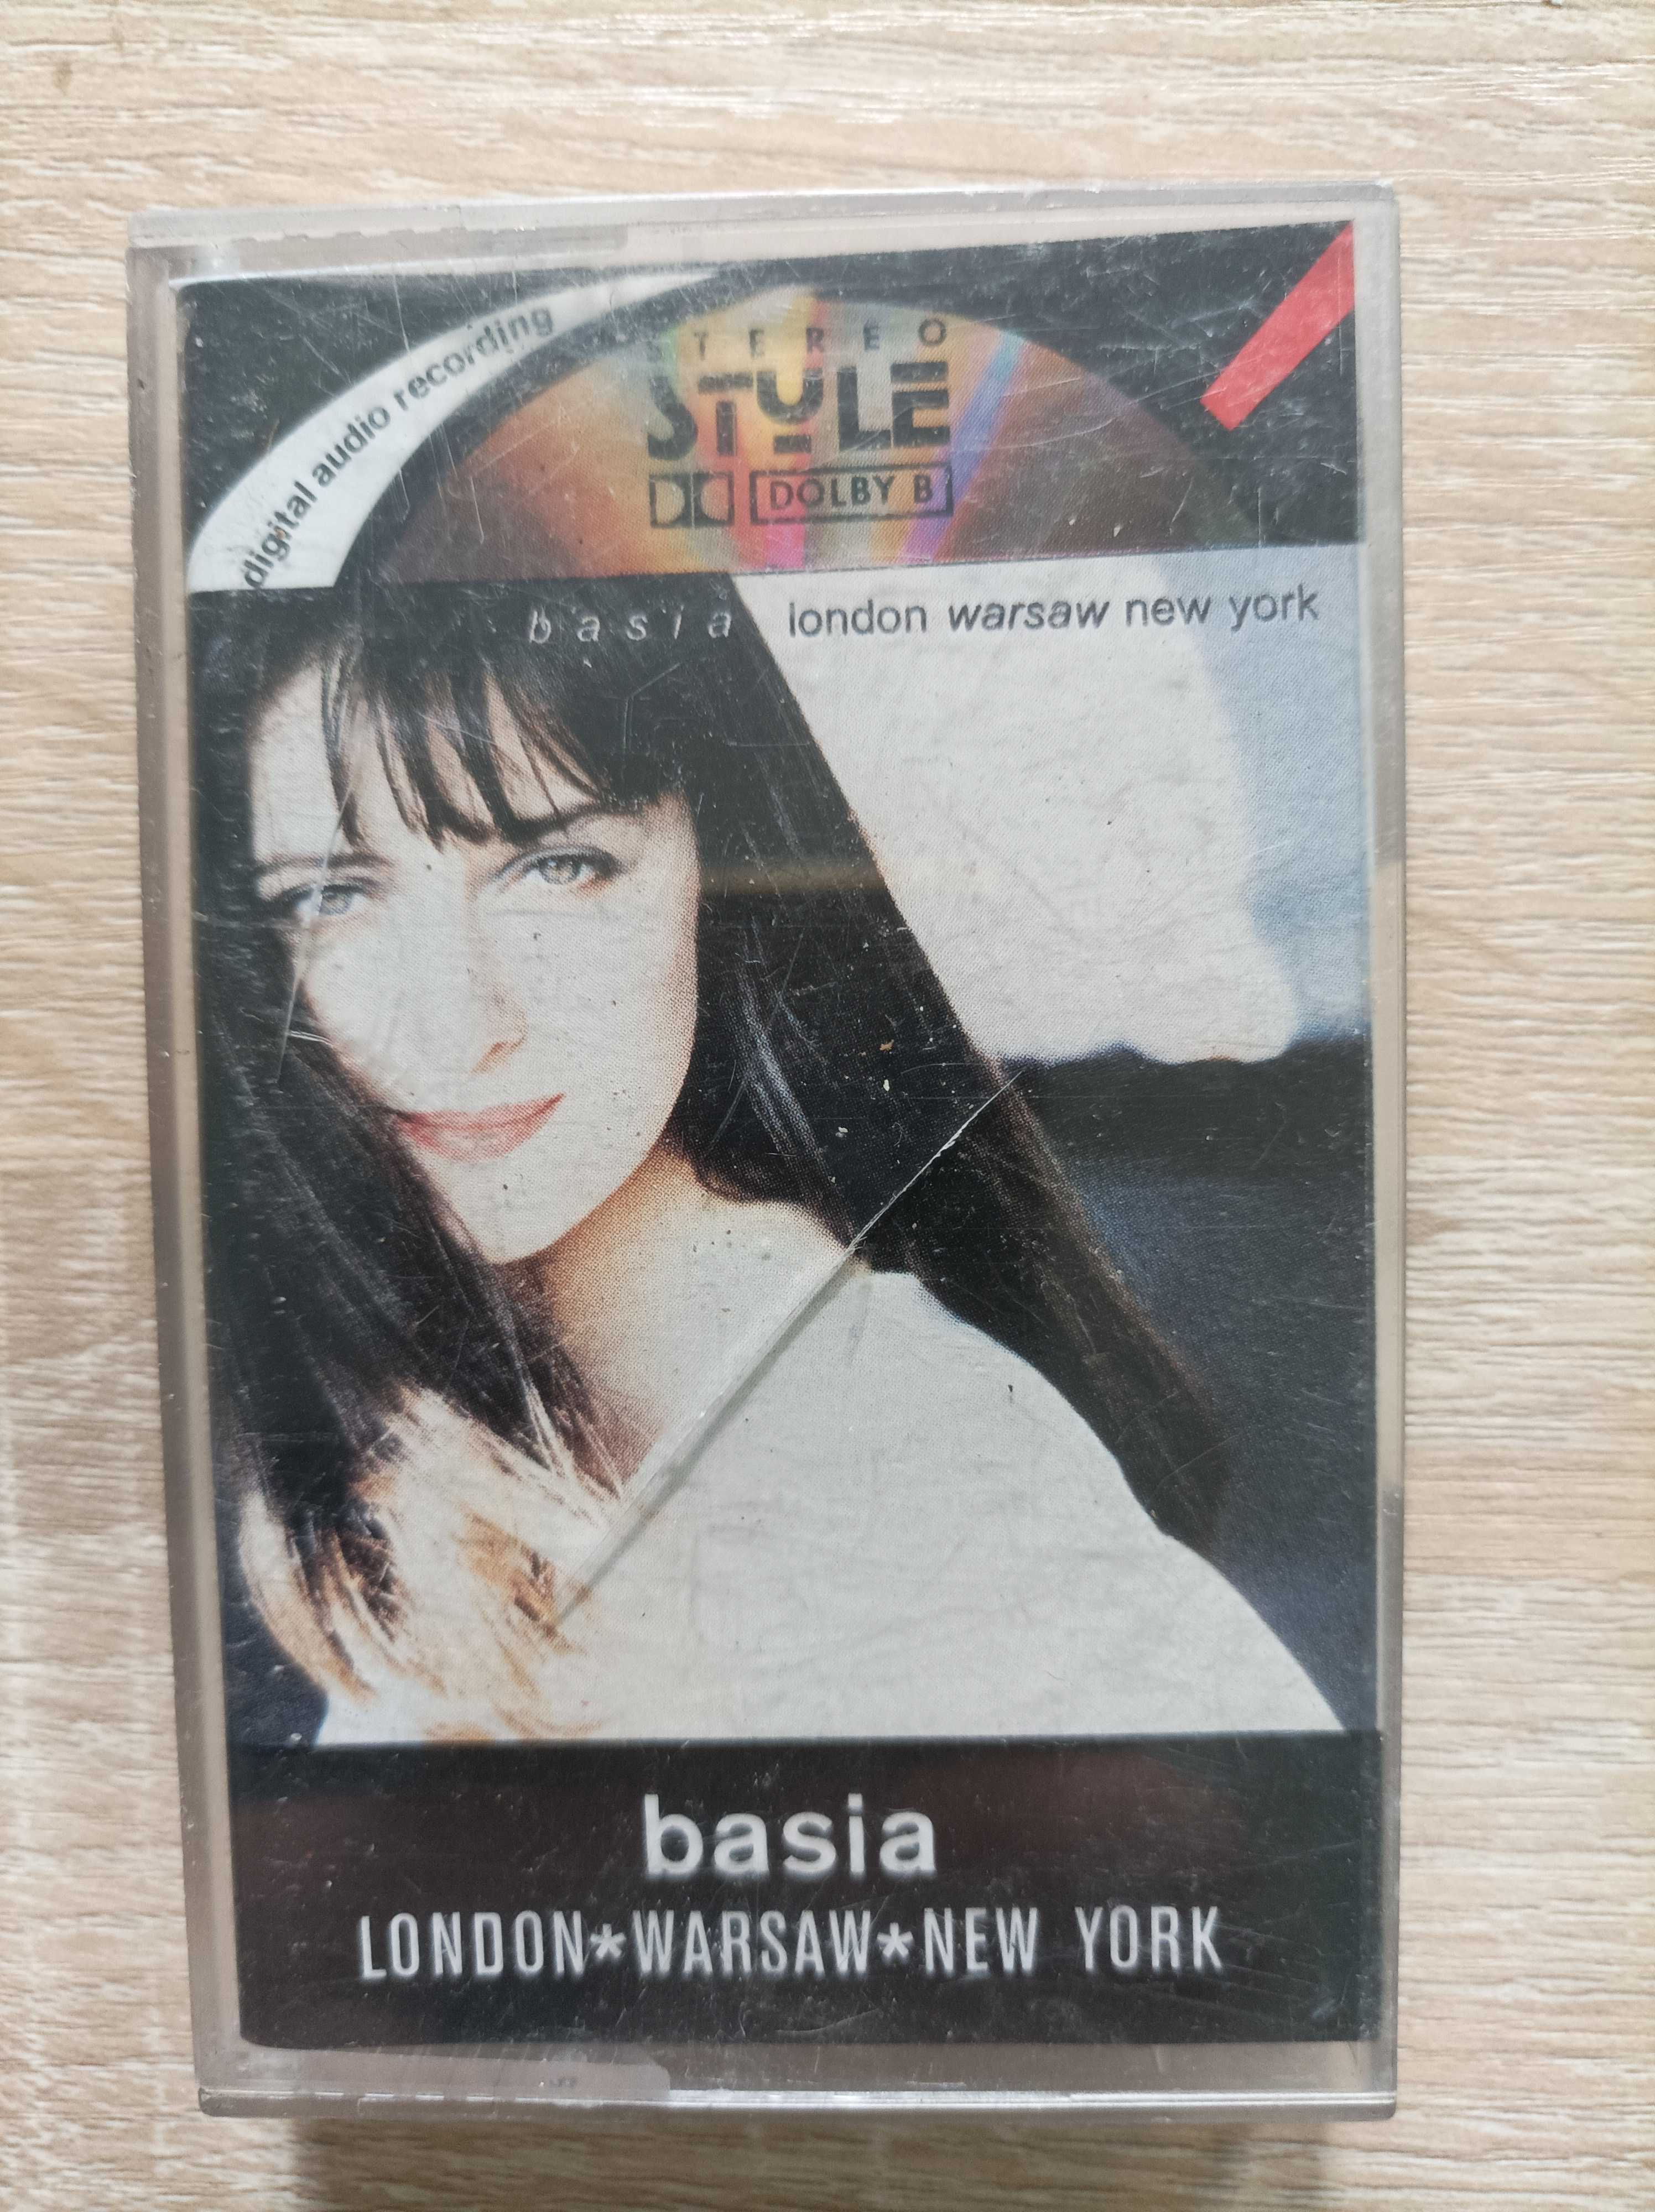 digital audio recording
STEREO
STYLE
DOLBY B
basia london warsaw new york
basia
LONDON*WARSAW*NEW YORK